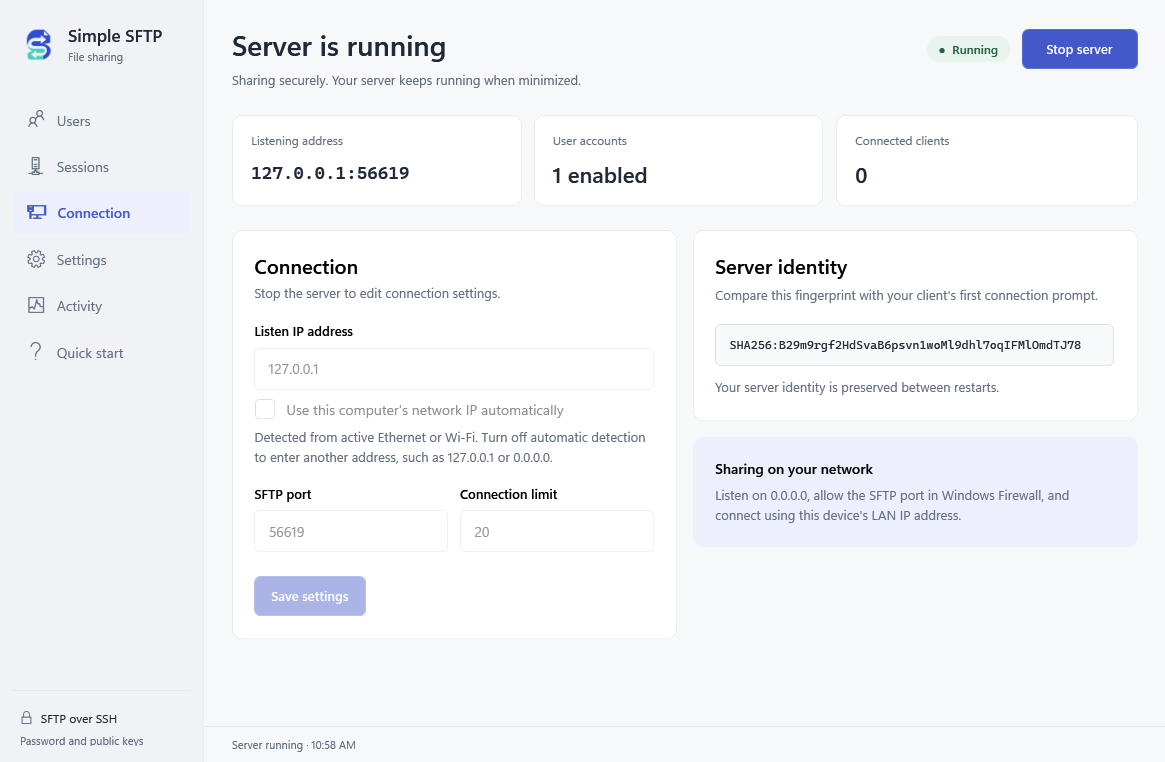 Simple SFTP
File sharing
Users
Sessions
Connection
Settings
Activity
Quick start
SFTP over SSH
Password and public keys
Server is running
Sharing securely. Your server keeps running when minimized.
Running
Stop server
Listening address
127.0.0.1:56619
User accounts
1 enabled
Connected clients
0
Connection
Stop the server to edit connection settings.
Listen IP address
127.0.0.1
Use this computer's network IP automatically
Detected from active Ethernet or Wi-Fi. Turn off automatic detection
to enter another address, such as 127.0.0.1 or 0.0.0.0.
SFTP port
Connection limit
56619
20
Save settings
Server identity
Compare this fingerprint with your client's first connection prompt.
SHA256:B29m9rgf2HdSvaB6psvn1woMl9dhl7oqIFMlOmdTJ78
Your server identity is preserved between restarts.
Sharing on your network
Listen on 0.0.0.0, allow the SFTP port in Windows Firewall, and
connect using this device's LAN IP address.
Server running · 10:58 AM